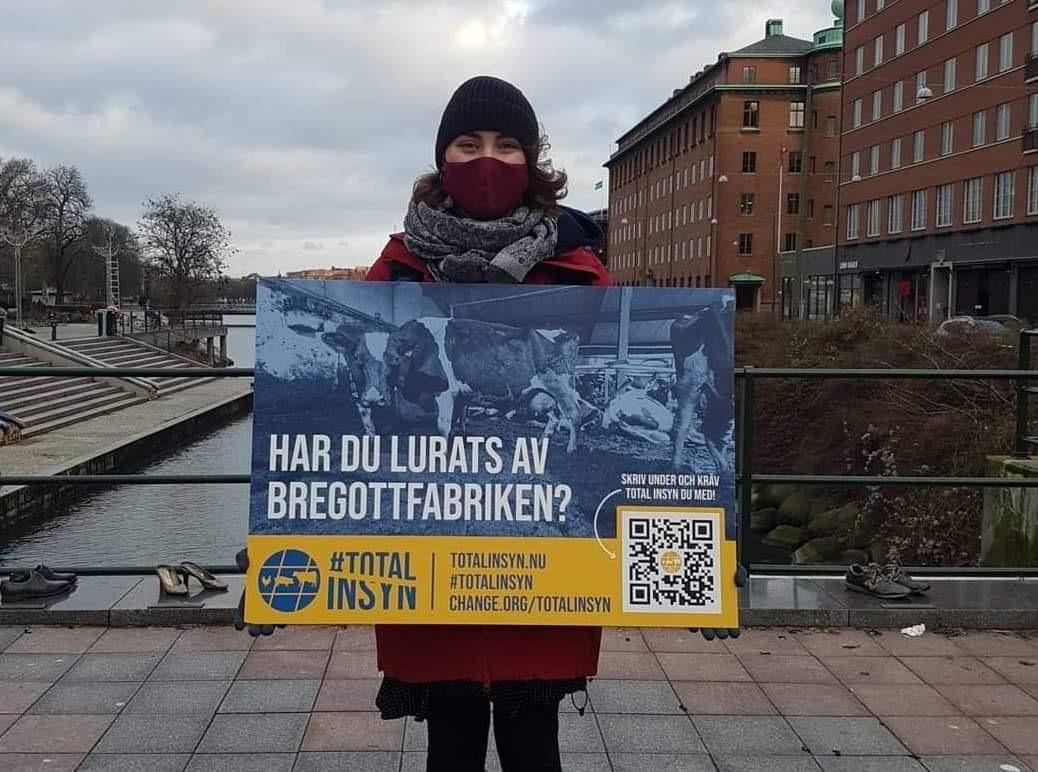 HAR DU LURATS AV
BREGOTTFABRIKEN?
SKRIV UNDER OCH KRÄV
TOTAL INSYN DU MED!
#TOTAL
INSYN
TOTALINSYN.NU
#TOTALINSYN
CHANGE.ORG/TOTALINSYN